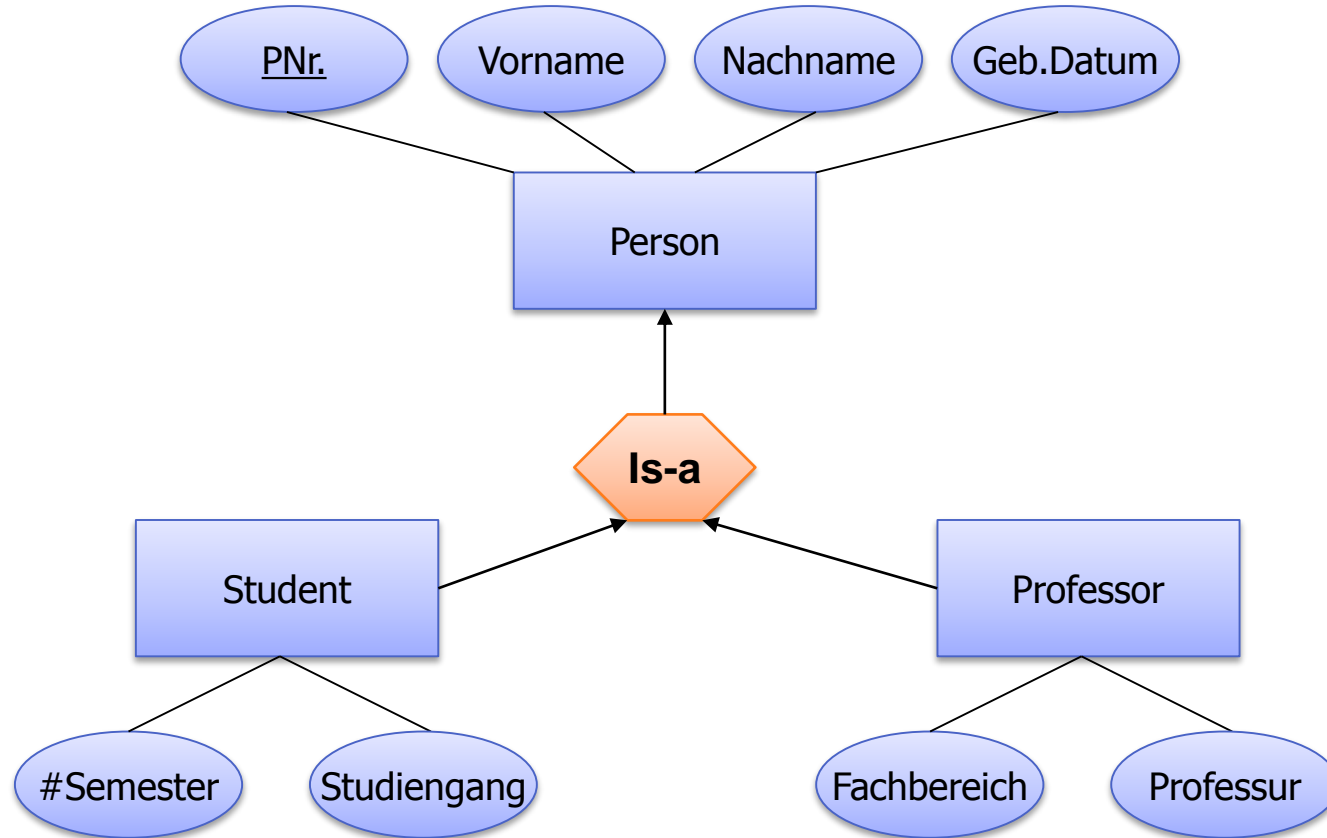 PNr.
Vorname
Nachname
Geb.Datum
Person
Is-a
Student
Professor
#Semester
Studiengang
Fachbereich
Professur